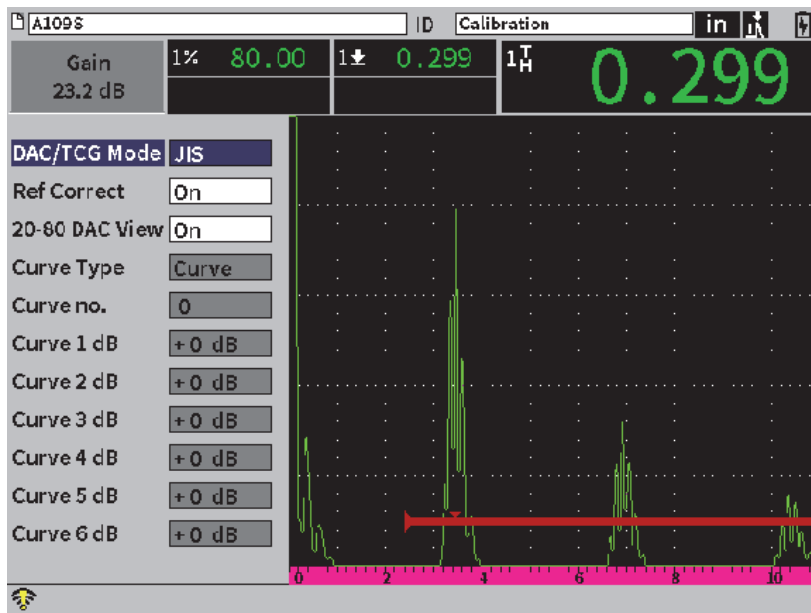 A109S ID Calibration in
Gain 1% 80.00 1 0.299 1 T H 0.299
23.2 dB
DAC/TCG Mode JIS
Ref Correct On
20-80 DAC View On
Curve Type Curve
Curve no. 0
Curve 1 dB +0 dB
Curve 2 dB +0 dB
Curve 3 dB +0 dB
Curve 4 dB +0 dB
Curve 5 dB +0 dB
Curve 6 dB +0 dB
0 2 4 6 8 10